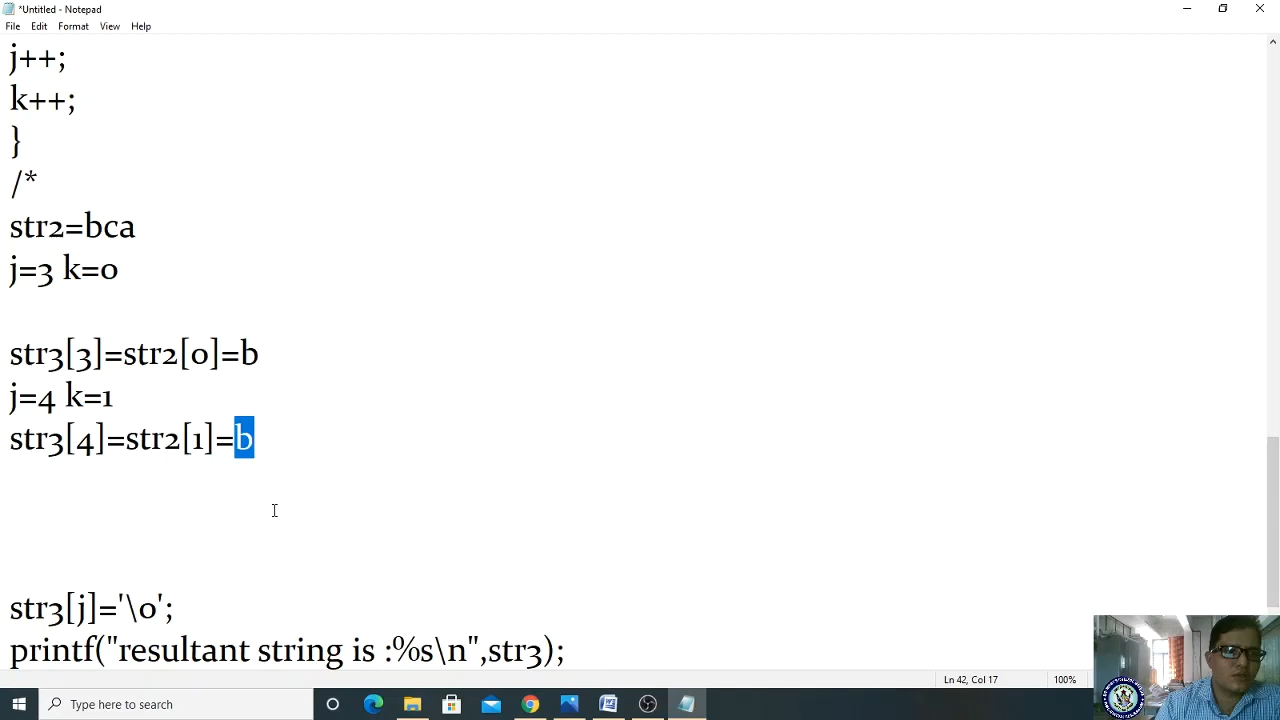 *Untitled - Notepad
File Edit Format View Help
j++;
k++;
}
/*
str2=bca
j=3 k=0
str3[3]=str2[0]=b
j=4 k=1
str3[4]=str2[1]=b
str3[j]='\0';
printf("resultant string is :%s\n",str3);
Ln 42, Col 17 100%
Type here to search